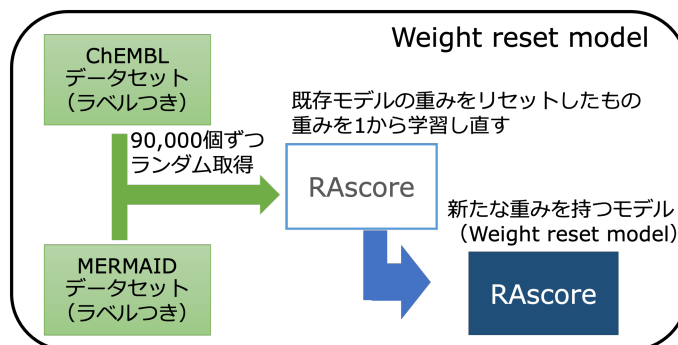 Weight reset model
ChEMBL
データセット
（ラベルつき）
90,000個ずつ
ランダム取得
MERMAID
データセット
（ラベルつき）
既存モデルの重みをリセットしたもの
重みを1から学習し直す
RAscore
新たな重みを持つモデル
（Weight reset model）
RAscore